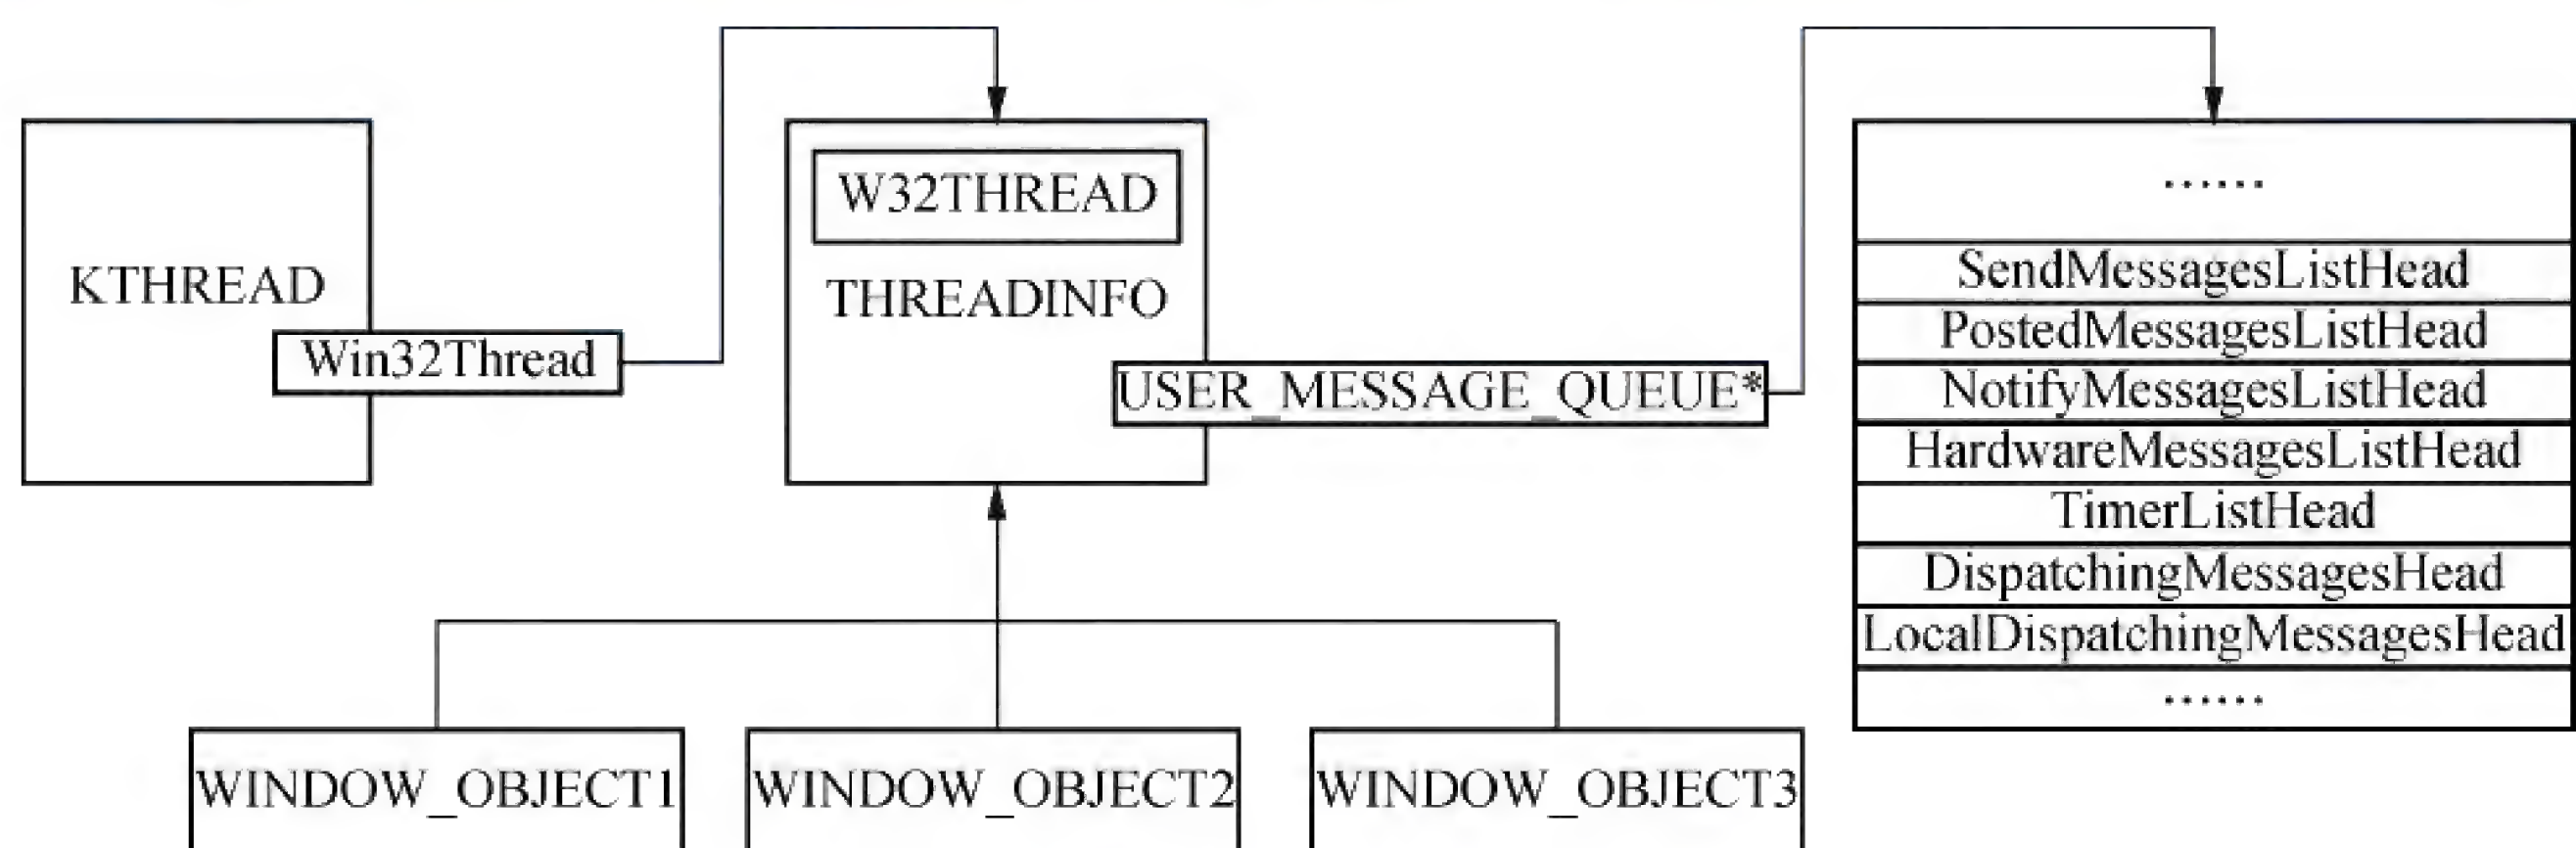 KTHREAD
Win32Thread
W32THREAD
THREADINFO
USER_MESSAGE_QUEUE*
......
SendMessagesListHead
PostedMessagesListHead
NotifyMessagesListHead
HardwareMessagesListHead
TimerListHead
DispatchingMessagesHead
LocalDispatchingMessagesHead
......
WINDOW_OBJECT1
WINDOW_OBJECT2
WINDOW_OBJECT3